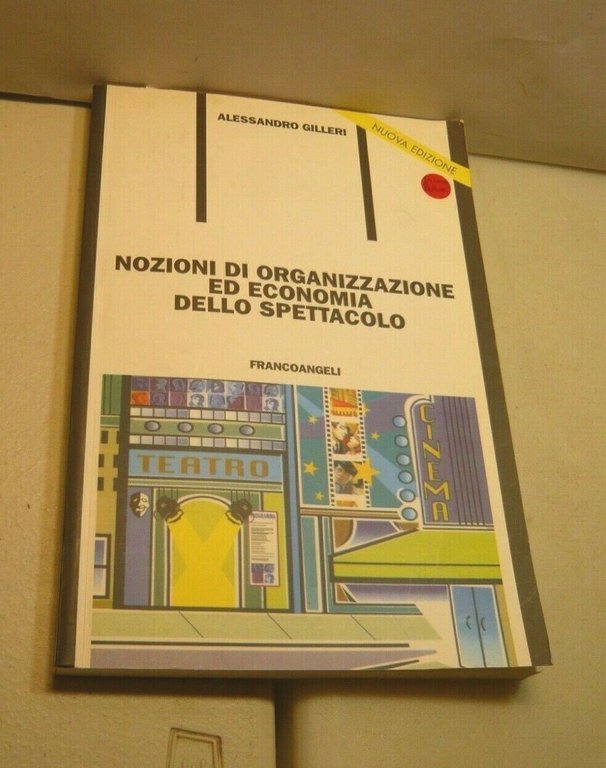 ALESSANDRO GILLERI
NUOVA EDIZIONE
NOZIONI DI ORGANIZZAZIONE
ED ECONOMIA
DELLO SPETTACOLO
FRANCOANGELI
TEATRO
CINEMA